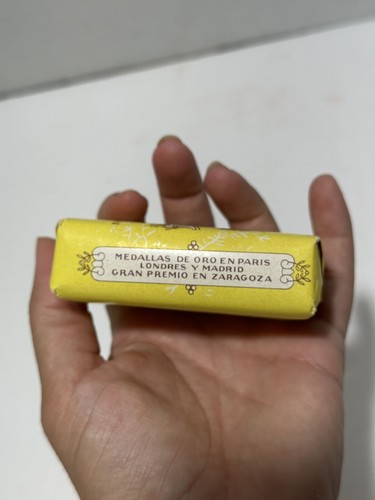 MEDALLAS DE ORO EN PARIS
LONDRES Y MADRID
GRAN PREMIO EN ZARAGOZA